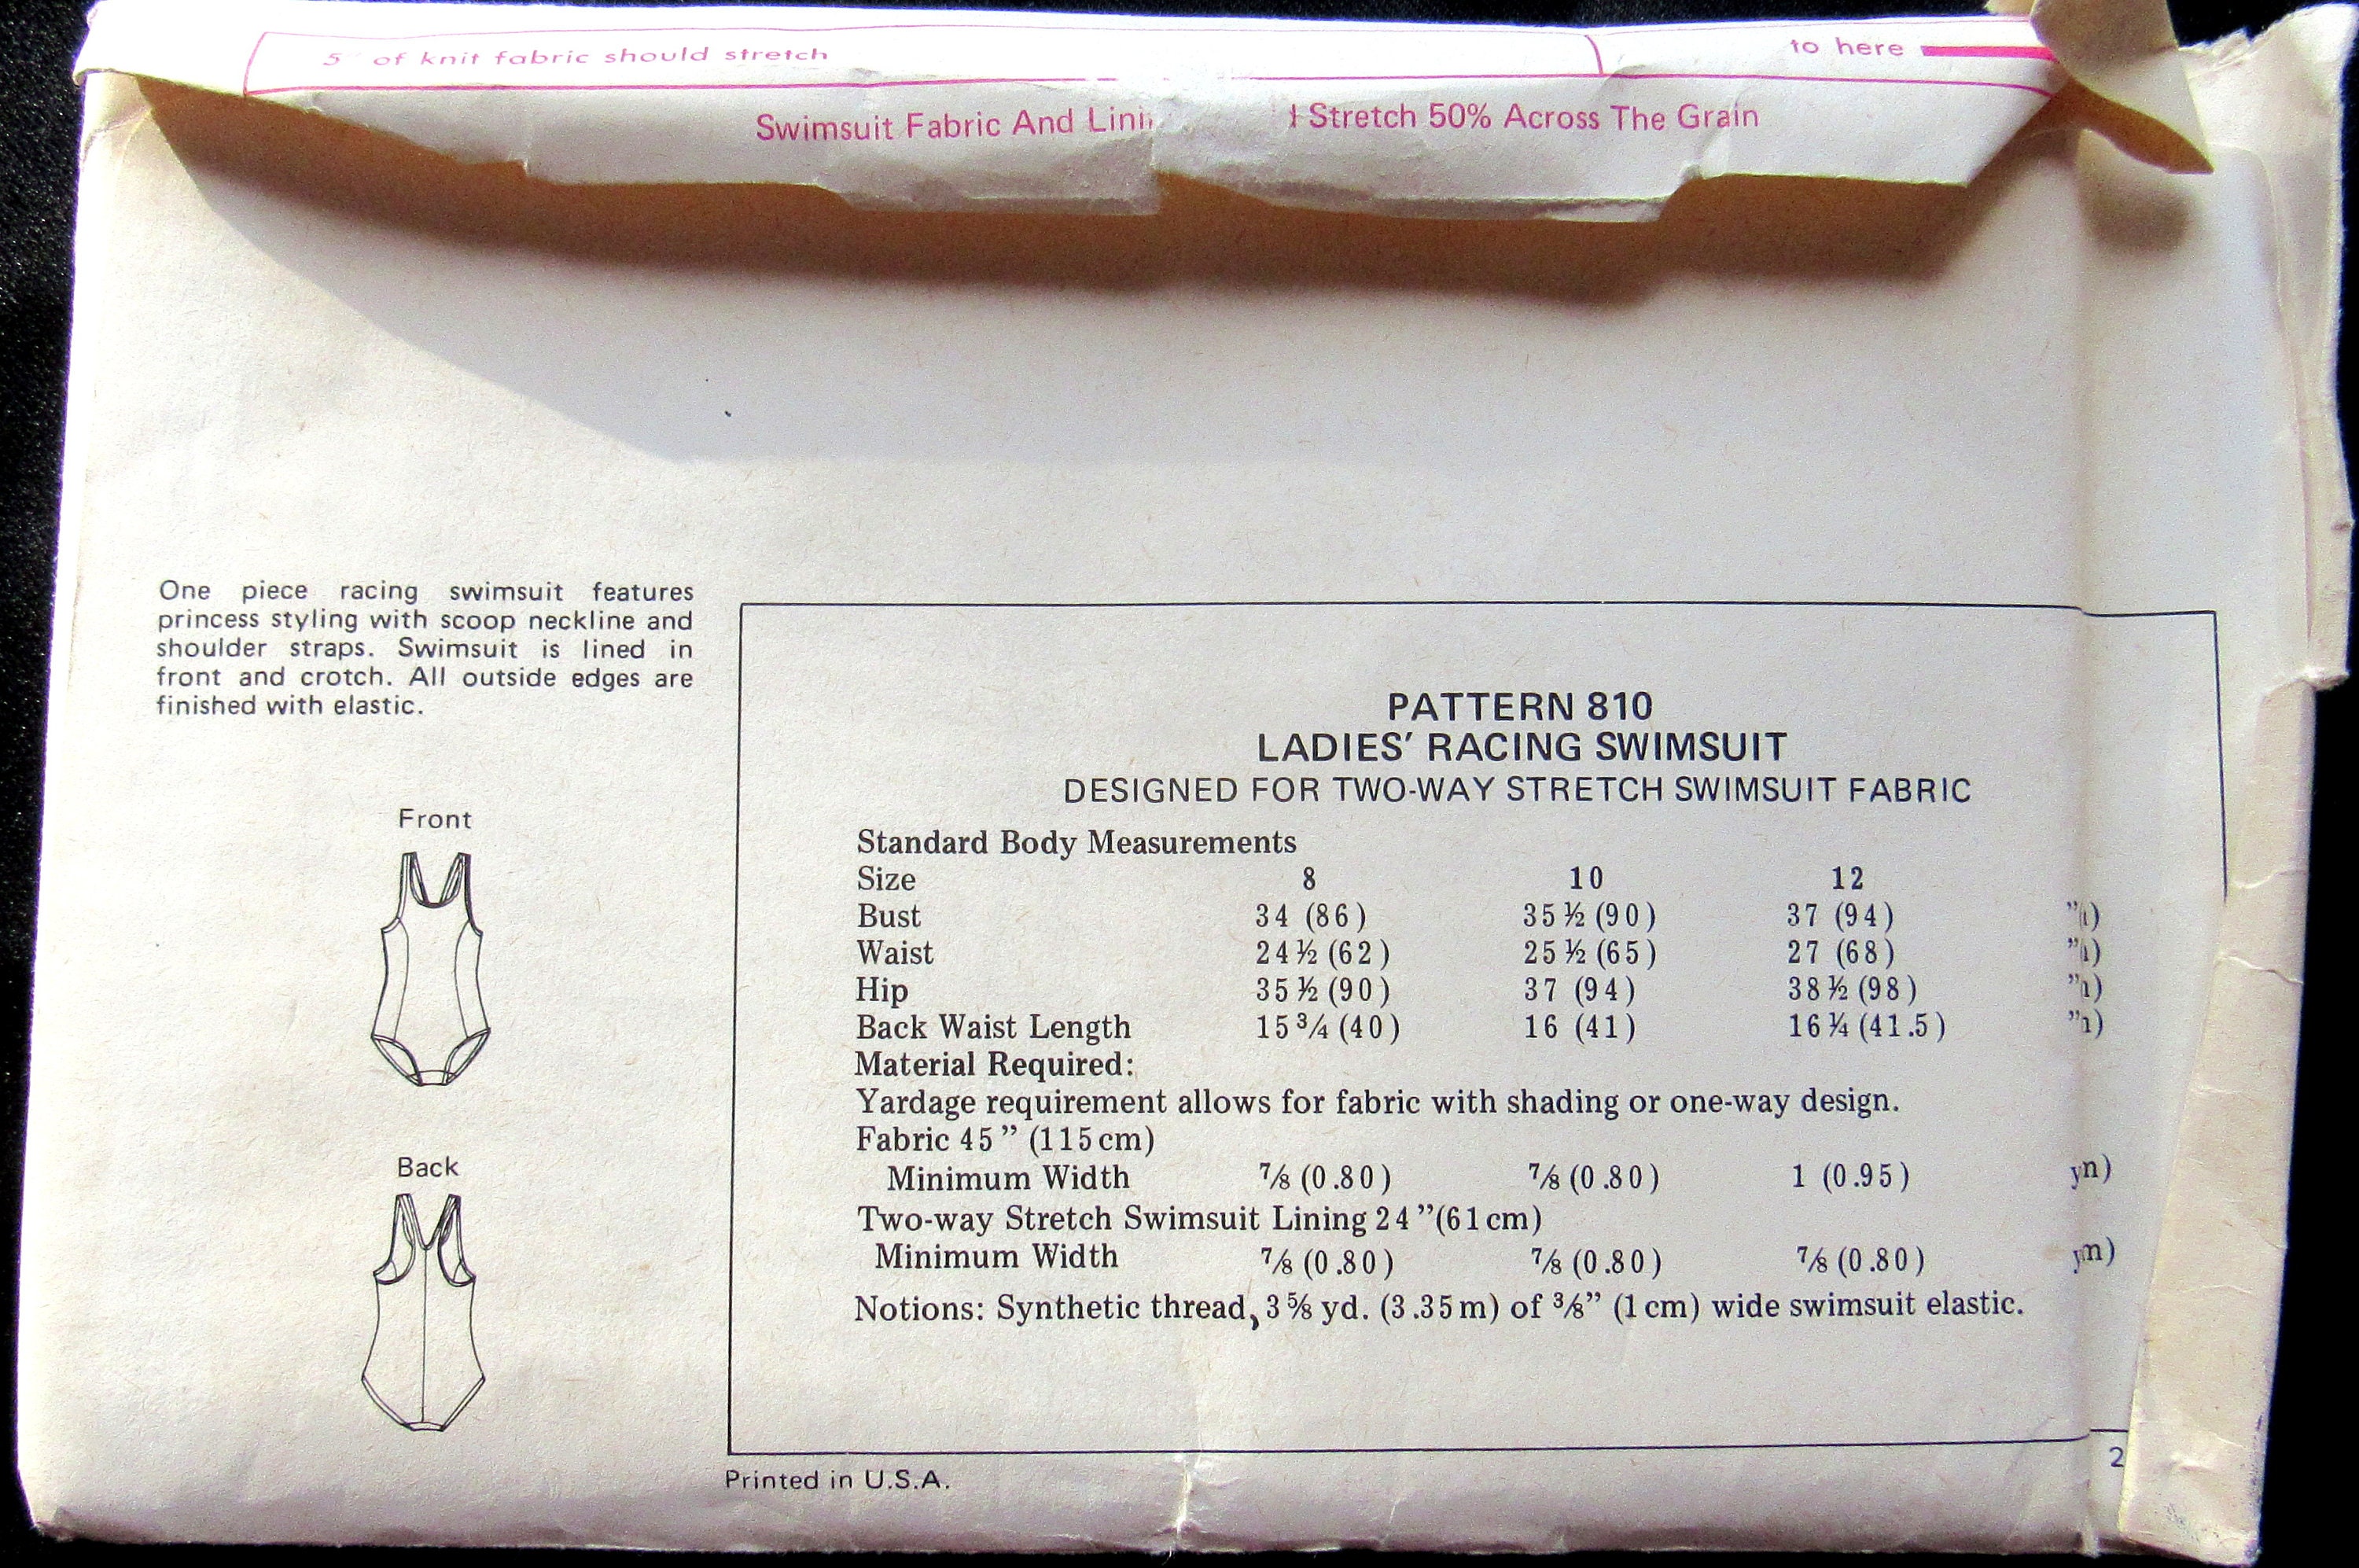 5" of knit fabric should stretch to here
Swimsuit Fabric And Stretch 50% Across The Grain
One piece racing swimsuit features
princess styling with scoop neckline and
shoulder straps. Swimsuit is lined in
front and crotch. All outside edges are
finished with elastic.
Front
Back
PATTERN 810
LADIES’ RACING SWIMSUIT
DESIGNED FOR TWO-WAY STRETCH SWIMSUIT FABRIC
Standard Body Measurements
Size 8 10 12
Bust 34 (86) 35½ (90) 37 (94) ”
Waist 24½ (62) 25½ (65) 27 (68) ”
Hip 35½ (90) 37 (94) 38½ (98) ”
Back Waist Length 15¾ (40) 16 (41) 16¼ (41.5) ”
Material Required:
Yardage requirement allows for fabric with shading or one-way design.
Fabric 45” (115 cm)
Minimum Width ⅞ (0.80) ⅞ (0.80) 1 (0.95)
Two-way Stretch Swimsuit Lining 24” (61 cm)
Minimum Width ⅞ (0.80) ⅞ (0.80) ⅞ (0.80)
Notions: Synthetic thread, 3⅝ yd. (3.35 m) of ⅜” (1 cm) wide swimsuit elastic.
Printed in U.S.A.
2